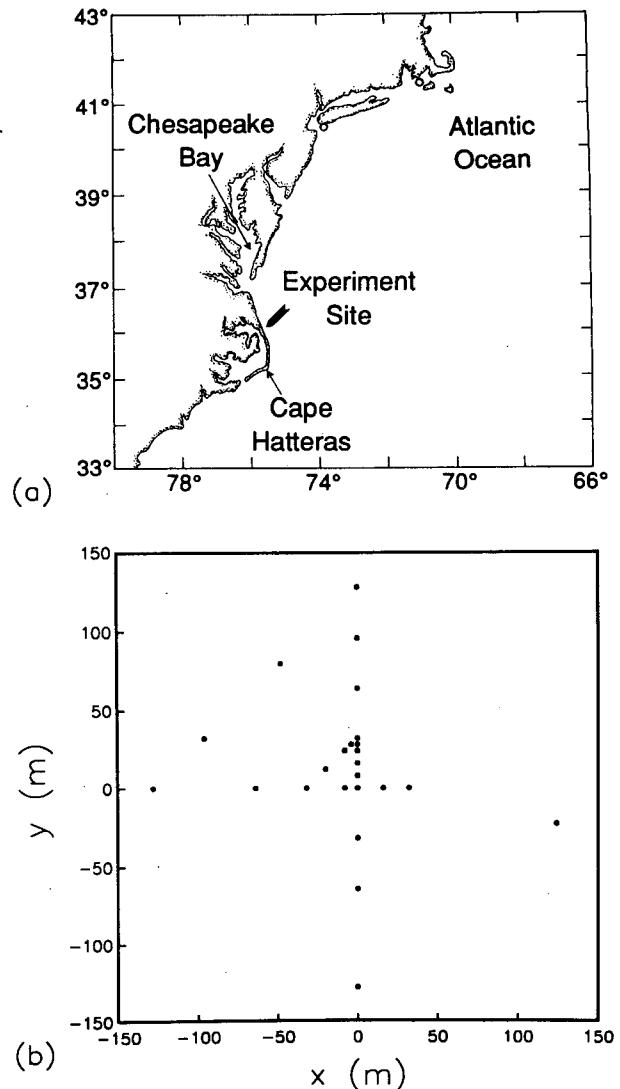 43°
41°
39°
37°
35°
33°
Chesapeake
Bay
Atlantic
Ocean
Experiment
Site
Cape
Hatteras
78°
74°
70°
66°
(a)
150
100
50
0
−50
−100
−150
y (m)
−150
−100
−50
0
50
100
150
x (m)
(b)